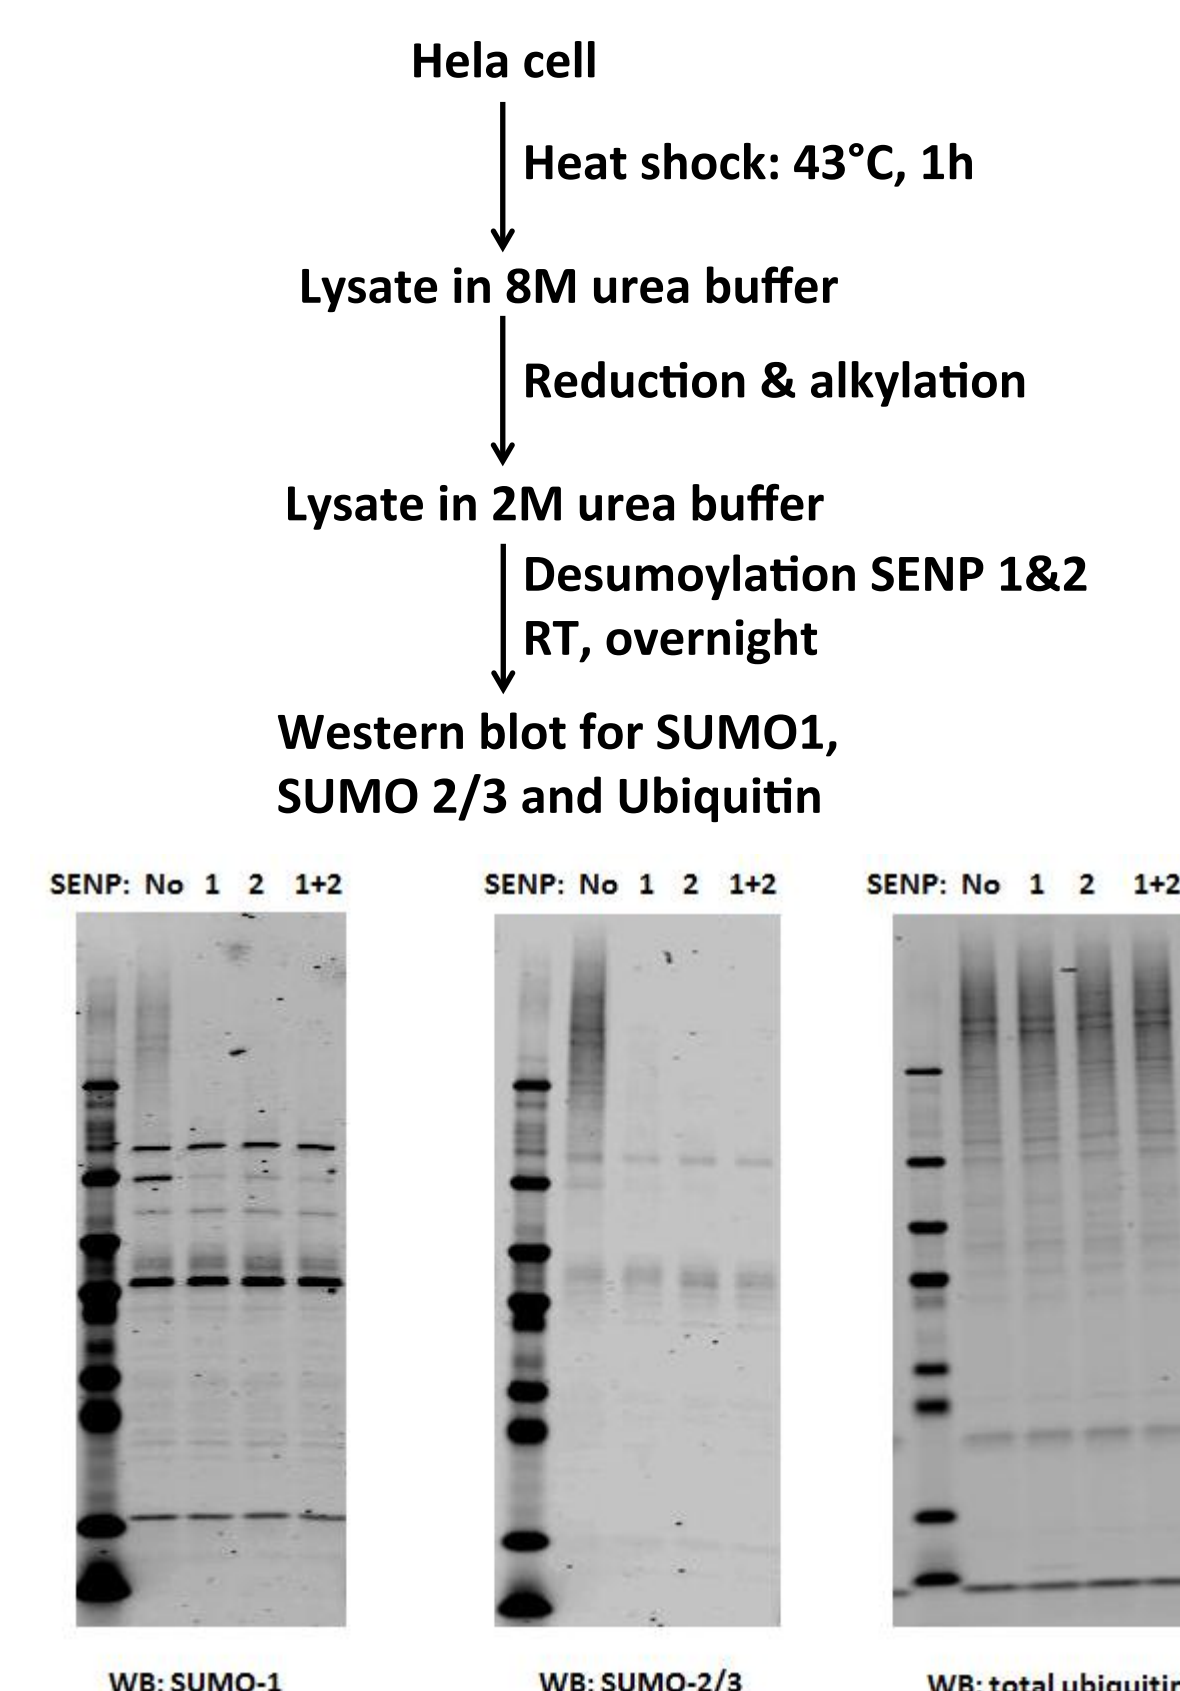 Hela cell
Heat shock: 43°C, 1h
Lysate in 8M urea buffer
Reduction & alkylation
Lysate in 2M urea buffer
Desumoylation SENP 1&2
RT, overnight
Western blot for SUMO1,
SUMO 2/3 and Ubiquitin
SENP: No 1 2 1+2
SENP: No 1 2 1+2
SENP: No 1 2 1+2
WB: SUMO-1
WB: SUMO-2/3
WB: total ubiquitin